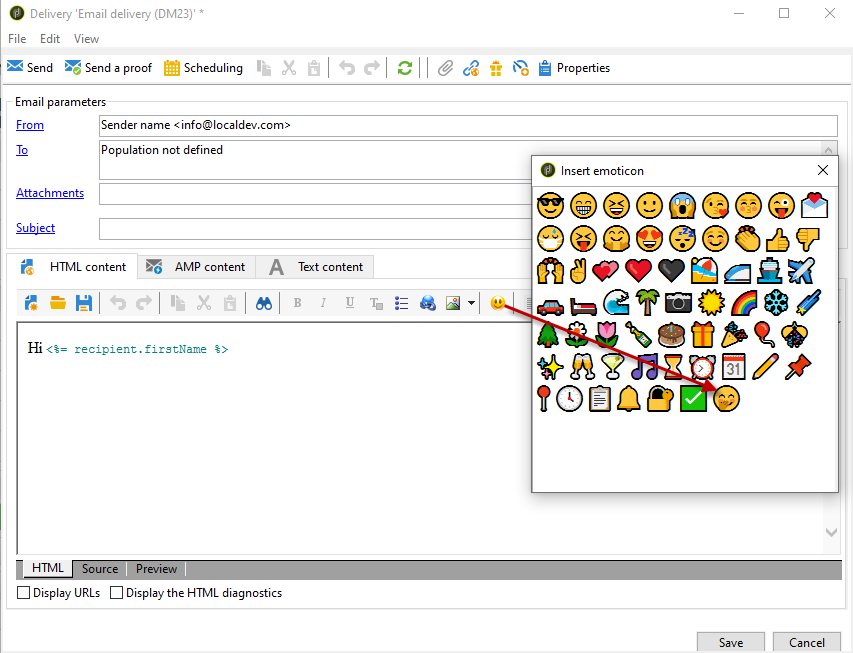 Delivery 'Email delivery (DM23)' *
File Edit View
Send Send a proof Scheduling Properties
Email parameters
From Sender name <info@localdev.com>
To Population not defined
Insert emoticon
Attachments
Subject
HTML content AMP content A Text content
B I U T
Hi <%= recipient.firstName %>
31
HTML Source Preview
Display URLs Display the HTML diagnostics
Save Cancel